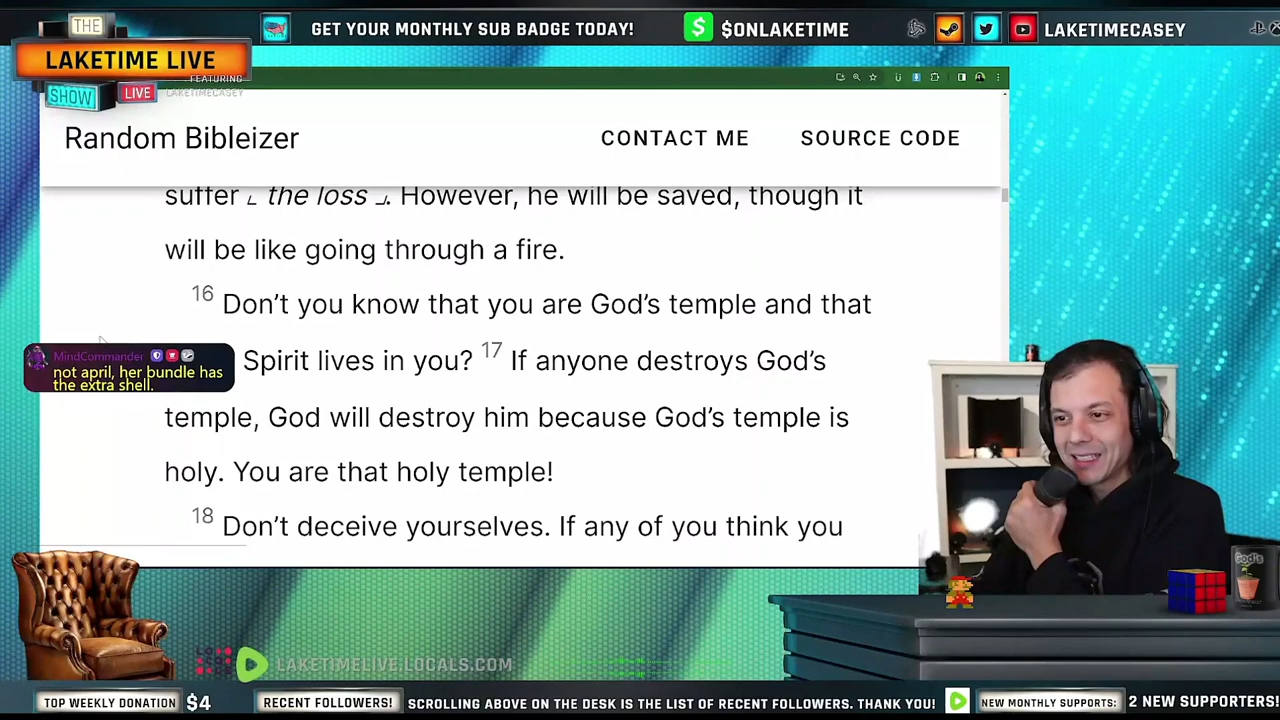 THE
LAKETIME LIVE
FEATURING
SHOW
LIVE
LAKETIMECASEY
GET YOUR MONTHLY SUB BADGE TODAY!
$ONLAKETIME
LAKETIMECASEY
Random Bibleizer
CONTACT ME
SOURCE CODE
suffer ⌞ the loss ⌟. However, he will be saved, though it
will be like going through a fire.
16 Don’t you know that you are God’s temple and that
Spirit lives in you? 17 If anyone destroys God’s
temple, God will destroy him because God’s temple is
holy. You are that holy temple!
18 Don’t deceive yourselves. If any of you think you
MindCommander
not april, her bundle has
the extra shell.
God's
LAKETIMELIVE.LOCALS.COM
TOP WEEKLY DONATION
$4
RECENT FOLLOWERS!
SCROLLING ABOVE ON THE DESK IS THE LIST OF RECENT FOLLOWERS. THANK YOU!
NEW MONTHLY SUPPORTS:
2 NEW SUPPORTERS!